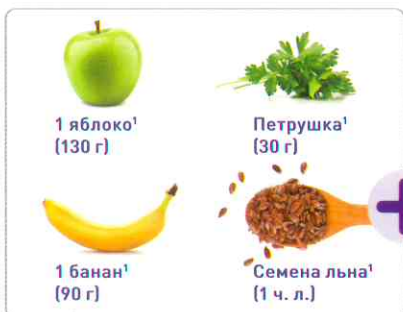 1 яблоко¹
(130 г)
Петрушка¹
(30 г)
1 банан¹
(90 г)
Семена льна¹
(1 ч. л.)